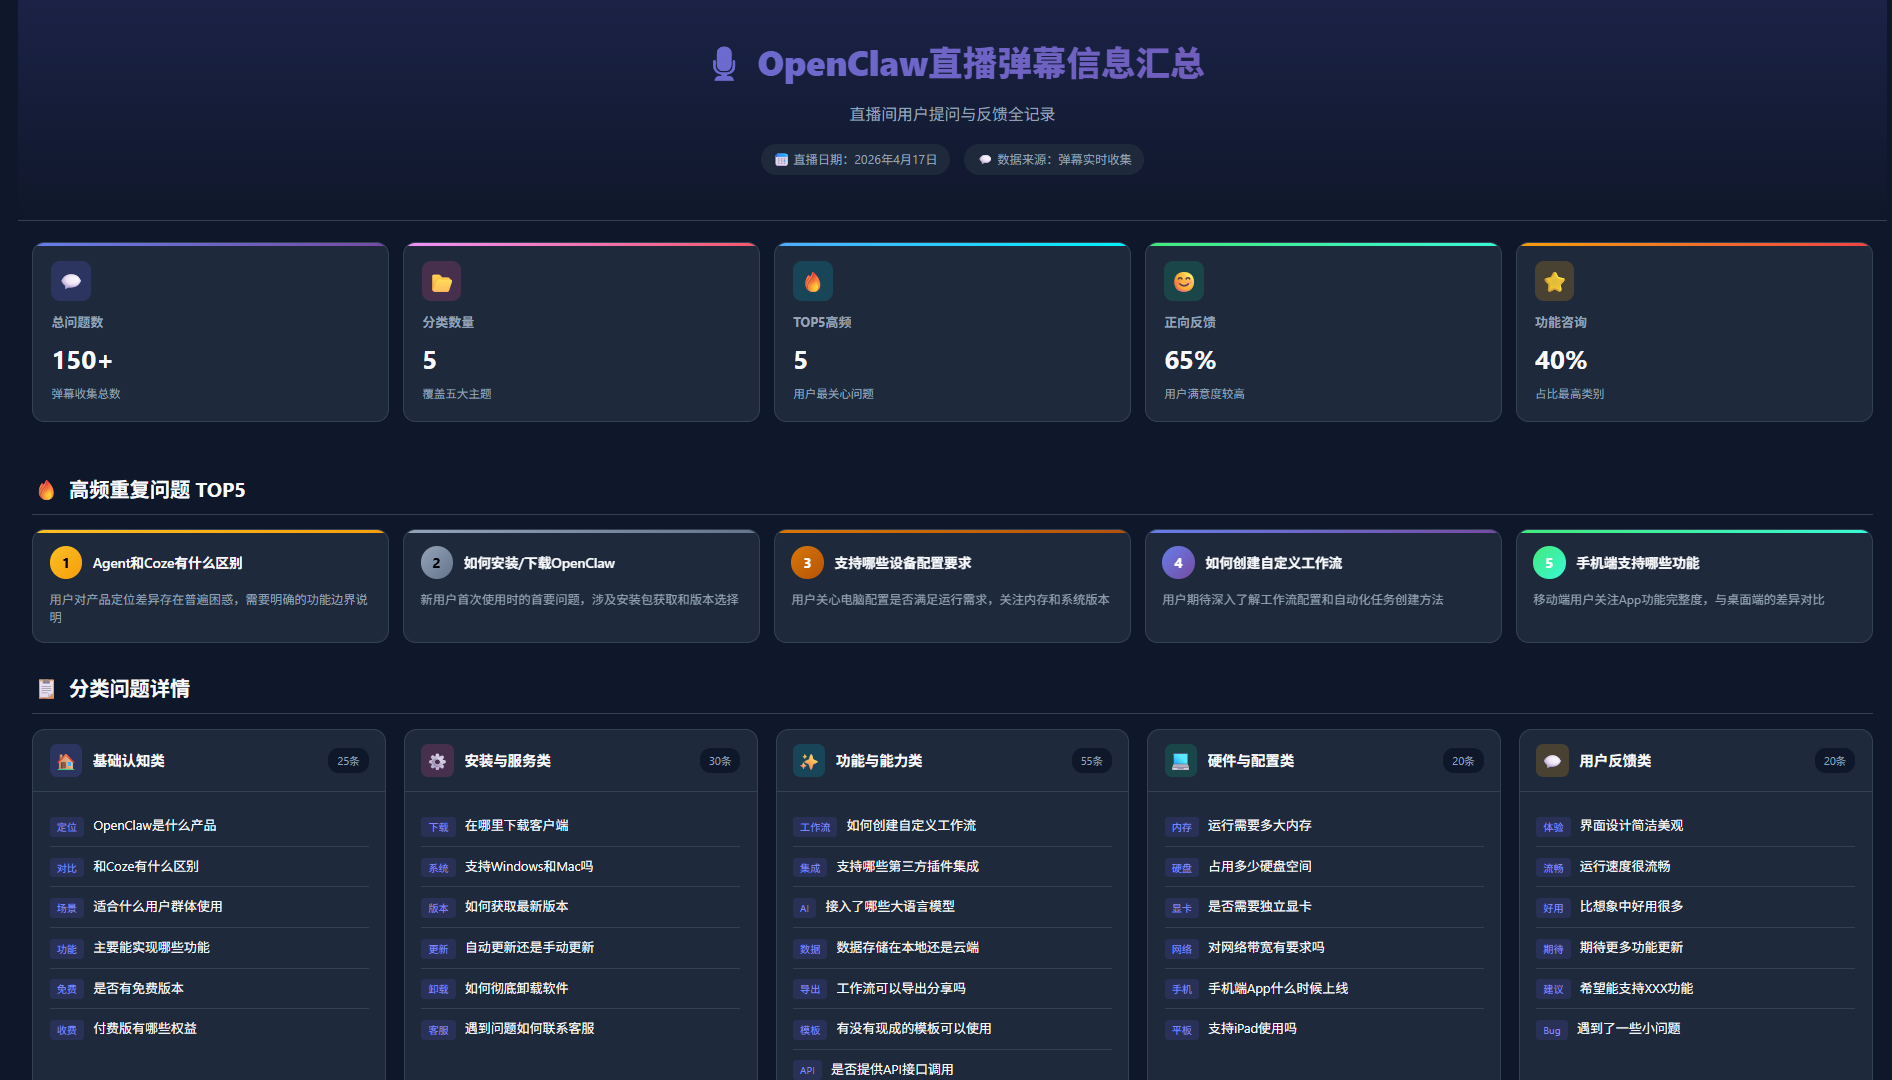 OpenClaw直播弹幕信息汇总
直播间用户提问与反馈全记录
直播日期：2026年4月17日
数据来源：弹幕实时收集
总问题数
150+
弹幕收集总数
分类数量
5
覆盖五大主题
TOP5高频
5
用户最关心问题
正向反馈
65%
用户满意度较高
功能咨询
40%
占比最高类别
高频重复问题 TOP5
1 Agent和Coze有什么区别
用户对产品定位差异存在普遍困惑，需要明确的功能边界说
明
2 如何安装/下载OpenClaw
新用户首次使用时的首要问题，涉及安装包获取和版本选择
3 支持哪些设备配置要求
用户关心电脑配置是否满足运行需求，关注内存和系统版本
4 如何创建自定义工作流
用户期待深入了解工作流配置和自动化任务创建方法
5 手机端支持哪些功能
移动端用户关注App功能完整度，与桌面端的差异对比
分类问题详情
基础认知类 25条
定位 OpenClaw是什么产品
对比 和Coze有什么区别
场景 适合什么用户群体使用
功能 主要能实现哪些功能
免费 是否有免费版本
收费 付费版有哪些权益
安装与服务类 30条
下载 在哪里下载客户端
系统 支持Windows和Mac吗
版本 如何获取最新版本
更新 自动更新还是手动更新
卸载 如何彻底卸载软件
客服 遇到问题如何联系客服
功能与能力类 55条
工作流 如何创建自定义工作流
集成 支持哪些第三方插件集成
AI 接入了哪些大语言模型
数据 数据存储在本地还是云端
导出 工作流可以导出分享吗
模板 有没有现成的模板可以使用
API 是否提供API接口调用
硬件与配置类 20条
内存 运行需要多大内存
硬盘 占用多少硬盘空间
显卡 是否需要独立显卡
网络 对网络带宽有要求吗
手机 手机端App什么时候上线
平板 支持iPad使用吗
用户反馈类 20条
体验 界面设计简洁美观
流畅 运行速度很流畅
好用 比想象中好用很多
期待 期待更多功能更新
建议 希望能支持XXX功能
Bug 遇到了一些小问题